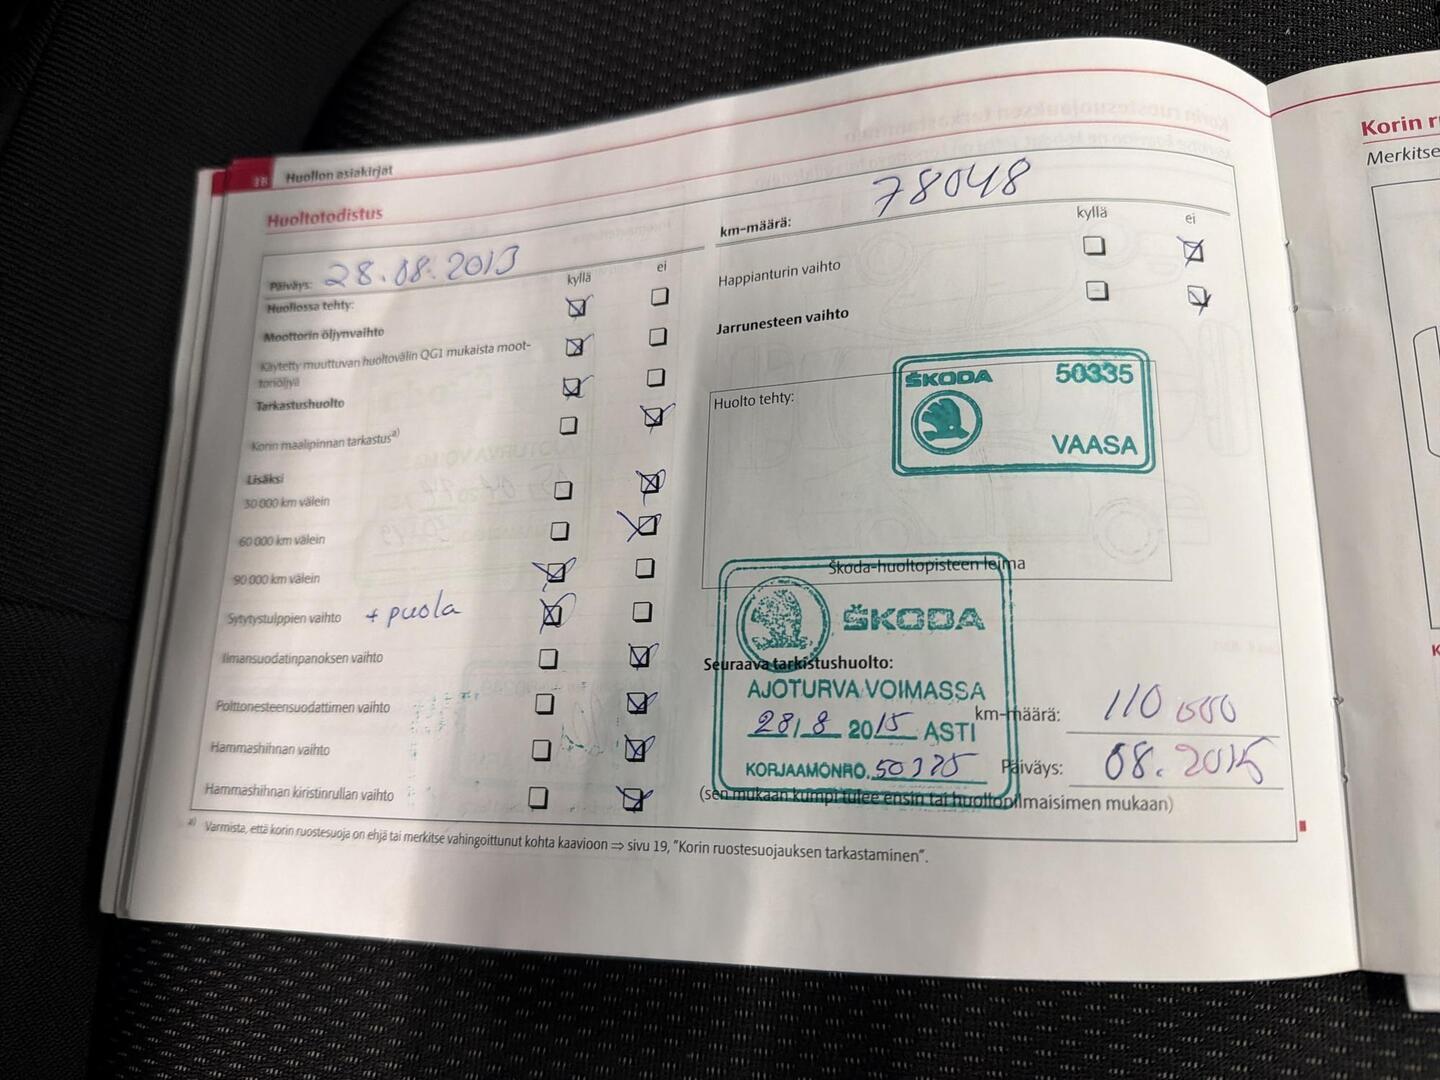 18 Huollon asiakirjat
Huoltotodistus
Päiväys: 28.08.2013
kyllä ei
Huollossa tehty:
Moottorin öljynvaihto
Käytetty muuttuvan huoltovälin QG1 mukaista moot-
toriöljyä
Tarkastushuolto
Korin maalipinnan tarkastus a)
Lisäksi
30 000 km välein
60 000 km välein
90 000 km välein
Sytytystulppien vaihto + puola
Ilmansuodatinpanoksen vaihto
Polttonesteensuodattimen vaihto
Hammashihnan vaihto
Hammashihnan kiristinrullan vaihto
km-määrä: 78048
kyllä ei
Happianturin vaihto
Jarrunesteen vaihto
Huolto tehty:
ŠKODA 50335
VAASA
Škoda-huoltopisteen leima
ŠKODA
Seuraava tarkistushuolto:
AJOTURVA VOIMASSA
28/8 2015 ASTI
KORJAAMONRO.
km-määrä: 110 000
Päiväys: 08.2015
(sen mukaan kumpi tulee ensin tai huoltopilmaisimen mukaan)
a) Varmista, että korin ruostesuoja on ehjä tai merkitse vahingoittunut kohta kaavioon ⇒ sivu 19, "Korin ruostesuojauksen tarkastaminen".
Korin r
Merkitse
K